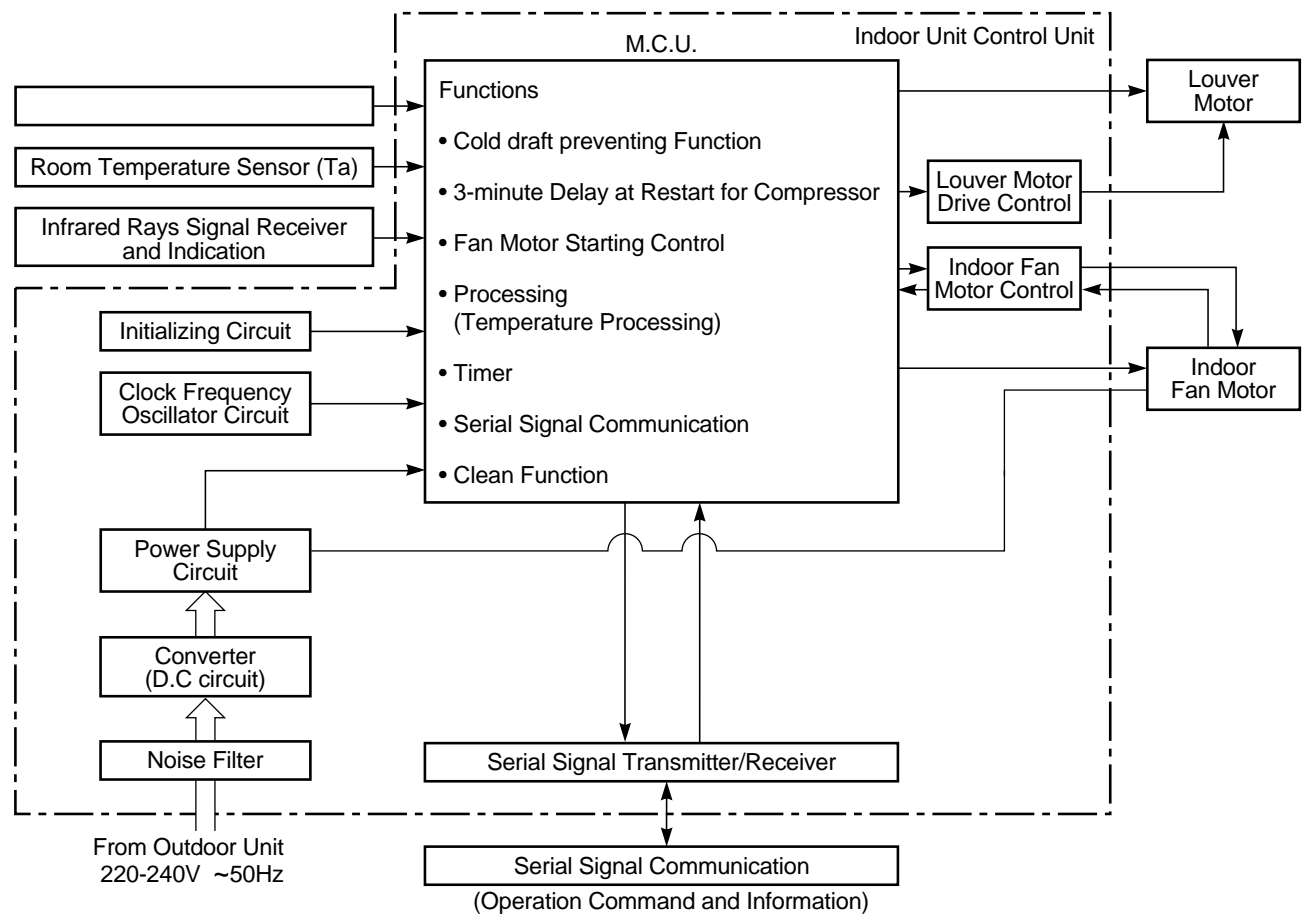 Indoor Unit Control Unit
M.C.U.
Functions
• Cold draft preventing Function
• 3-minute Delay at Restart for Compressor
• Fan Motor Starting Control
• Processing
(Temperature Processing)
• Timer
• Serial Signal Communication
• Clean Function
Room Temperature Sensor (Ta)
Infrared Rays Signal Receiver
and Indication
Initializing Circuit
Clock Frequency
Oscillator Circuit
Power Supply
Circuit
Converter
(D.C circuit)
Noise Filter
From Outdoor Unit
220-240V ~50Hz
Louver
Motor
Louver Motor
Drive Control
Indoor Fan
Motor Control
Indoor
Fan Motor
Serial Signal Transmitter/Receiver
Serial Signal Communication
(Operation Command and Information)